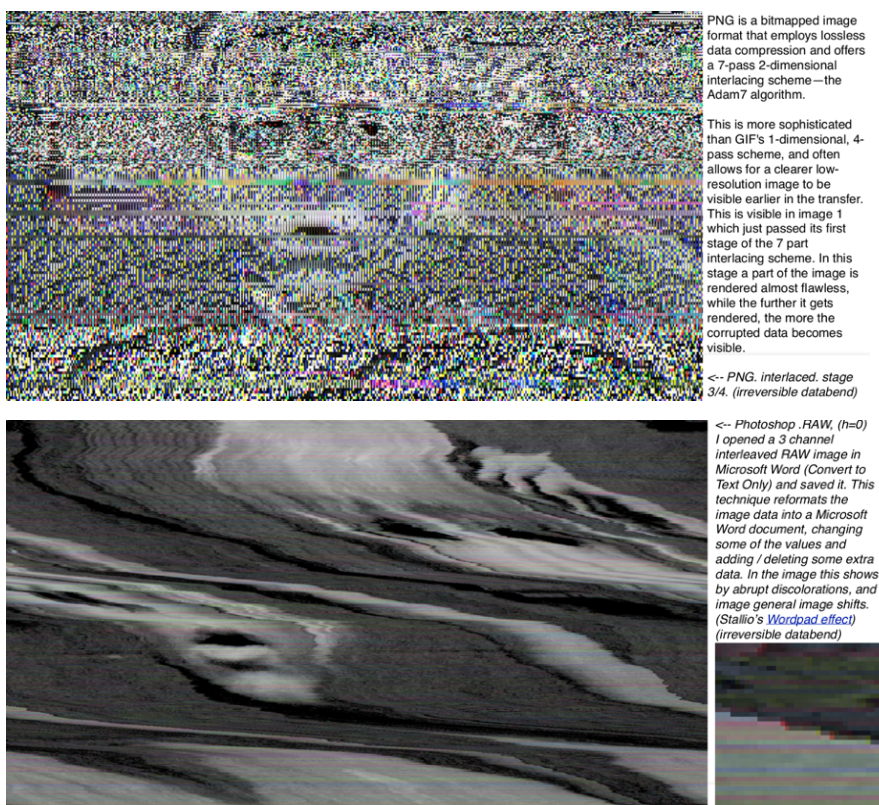 PNG is a bitmapped image
format that employs lossless
data compression and offers
a 7-pass 2-dimensional
interlacing scheme—the
Adam7 algorithm.
This is more sophisticated
than GIF's 1-dimensional, 4-
pass scheme, and often
allows for a clearer low-
resolution image to be
visible earlier in the transfer.
This is visible in image 1
which just passed its first
stage of the 7 part
interlacing scheme. In this
stage a part of the image is
rendered almost flawless,
while the further it gets
rendered, the more the
corrupted data becomes
visible.
<-- PNG. interlaced. stage
3/4. (irreversible databend)
<-- Photoshop .RAW, (h=0)
I opened a 3 channel
interleaved RAW image in
Microsoft Word (Convert to
Text Only) and saved it. This
technique reformats the
image data into a Microsoft
Word document, changing
some of the values and
adding / deleting some extra
data. In the image this shows
by abrupt discolorations, and
image general image shifts.
(Stallio's Wordpad effect)
(irreversible databend)